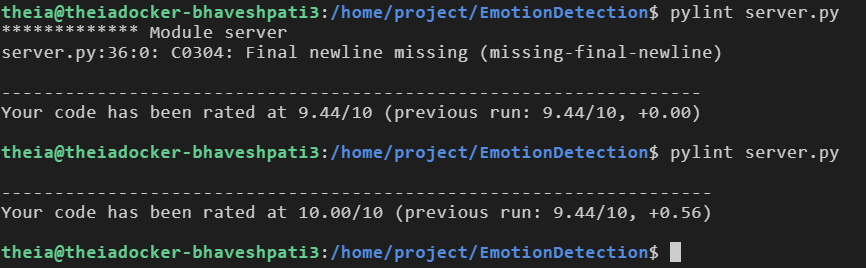 theia@theiadocker-bhaveshpati3:/home/project/EmotionDetection$ pylint server.py
************* Module server
server.py:36:0: C0304: Final newline missing (missing-final-newline)
-----------------------------------------------------------------
Your code has been rated at 9.44/10 (previous run: 9.44/10, +0.00)
theia@theiadocker-bhaveshpati3:/home/project/EmotionDetection$ pylint server.py
------------------------------------------------------------------
Your code has been rated at 10.00/10 (previous run: 9.44/10, +0.56)
theia@theiadocker-bhaveshpati3:/home/project/EmotionDetection$